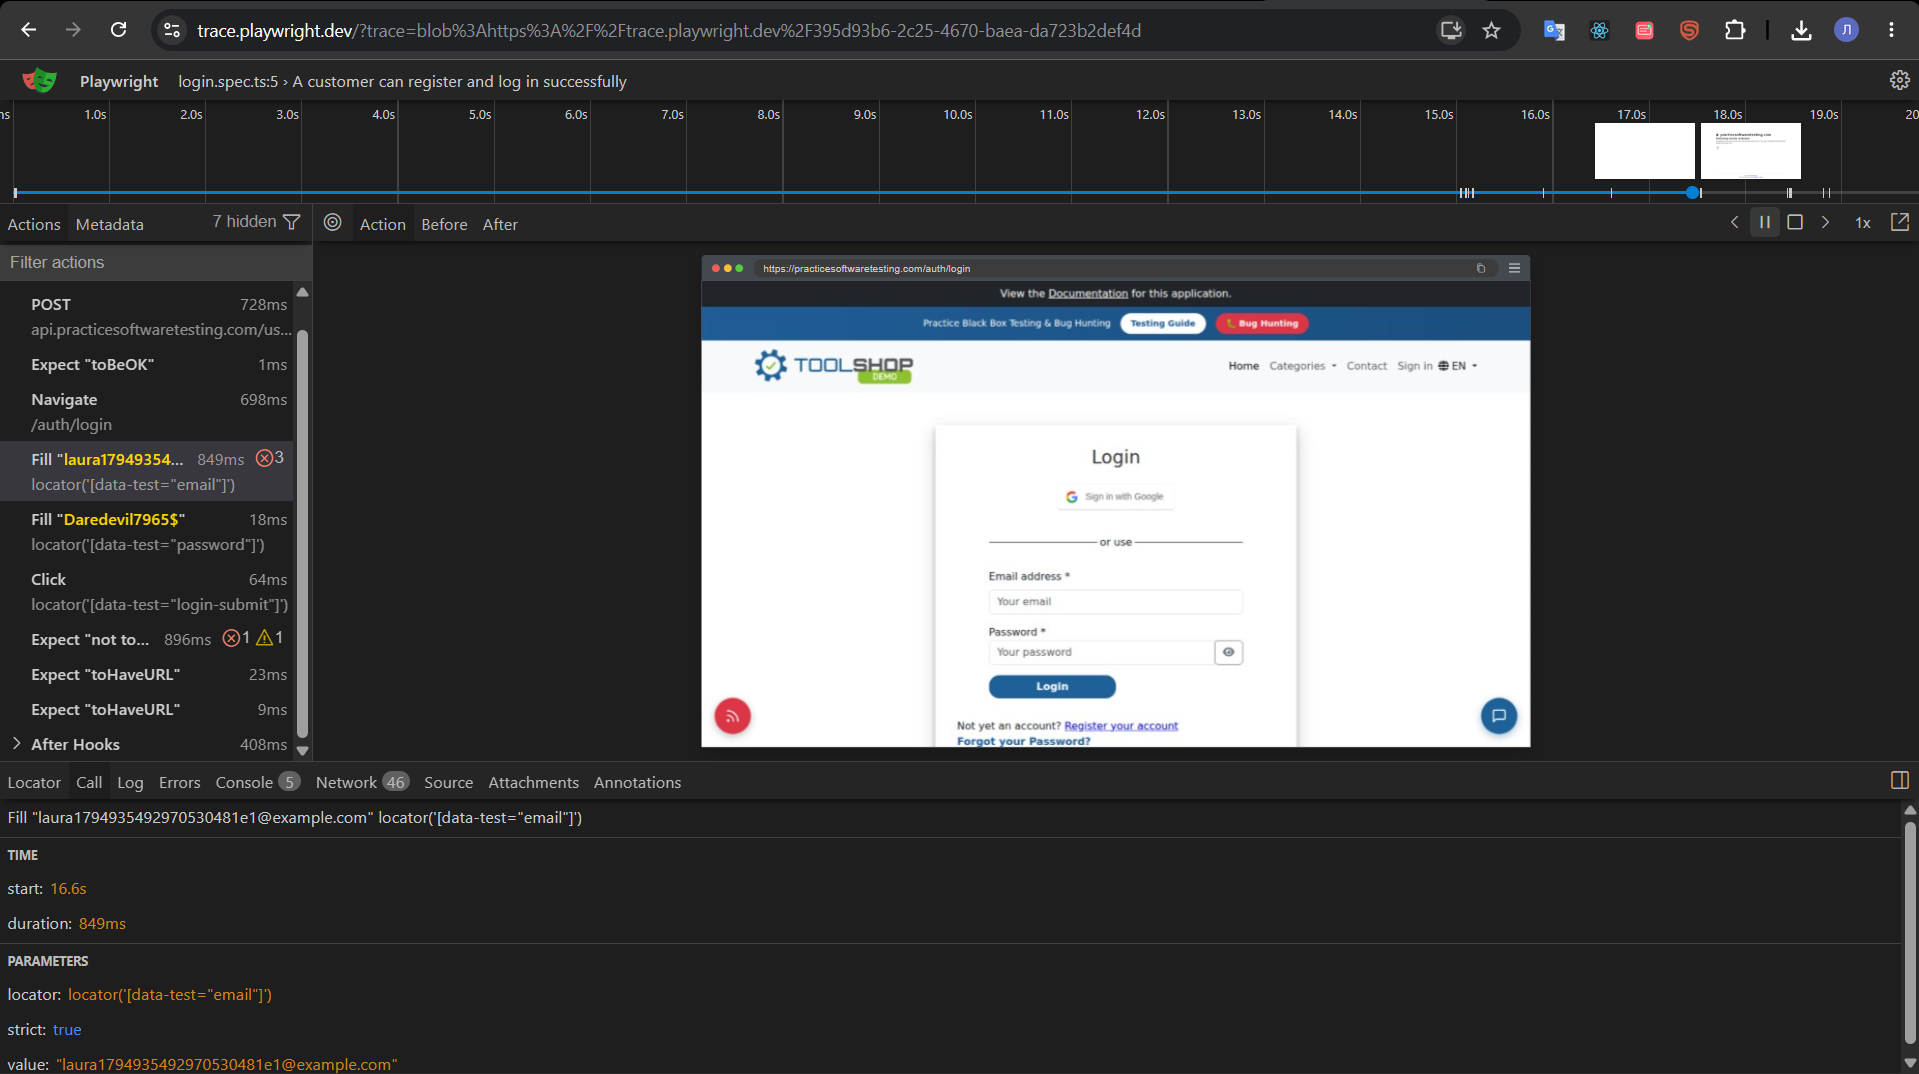 trace.playwright.dev/?trace=blob%3Ahttps%3A%2F%2Ftrace.playwright.dev%2F395d93b6-2c25-4670-baea-da723b2def4d
Л
Playwright login.spec.ts:5 › A customer can register and log in successfully
ms 1.0s 2.0s 3.0s 4.0s 5.0s 6.0s 7.0s 8.0s 9.0s 10.0s 11.0s 12.0s 13.0s 14.0s 15.0s 16.0s 17.0s 18.0s 19.0s 20
practicesoftwaretesting.com
Actions Metadata 7 hidden
Action Before After
1x
Filter actions
POST 728ms
api.practicesoftwaretesting.com/us...
Expect "toBeOK" 1ms
Navigate 698ms
/auth/login
Fill "laura17949354... 849ms 3
locator('[data-test="email"]')
Fill "Daredevil7965$" 18ms
locator('[data-test="password"]')
Click 64ms
locator('[data-test="login-submit"]')
Expect "not to... 896ms 1 1
Expect "toHaveURL" 23ms
Expect "toHaveURL" 9ms
After Hooks 408ms
https://practicesoftwaretesting.com/auth/login
View the Documentation for this application.
Practice Black Box Testing & Bug Hunting Testing Guide Bug Hunting
TOOLSHOP
DEMO
Home Categories Contact Sign in EN
Login
Sign in with Google
or use
Email address *
Your email
Password *
Your password
Login
Not yet an account? Register your account
Forgot your Password?
Locator Call Log Errors Console 5 Network 46 Source Attachments Annotations
Fill "laura1794935492970530481e1@example.com" locator('[data-test="email"]')
TIME
start: 16.6s
duration: 849ms
PARAMETERS
locator: locator('[data-test="email"]')
strict: true
value: "laura1794935492970530481e1@example.com"